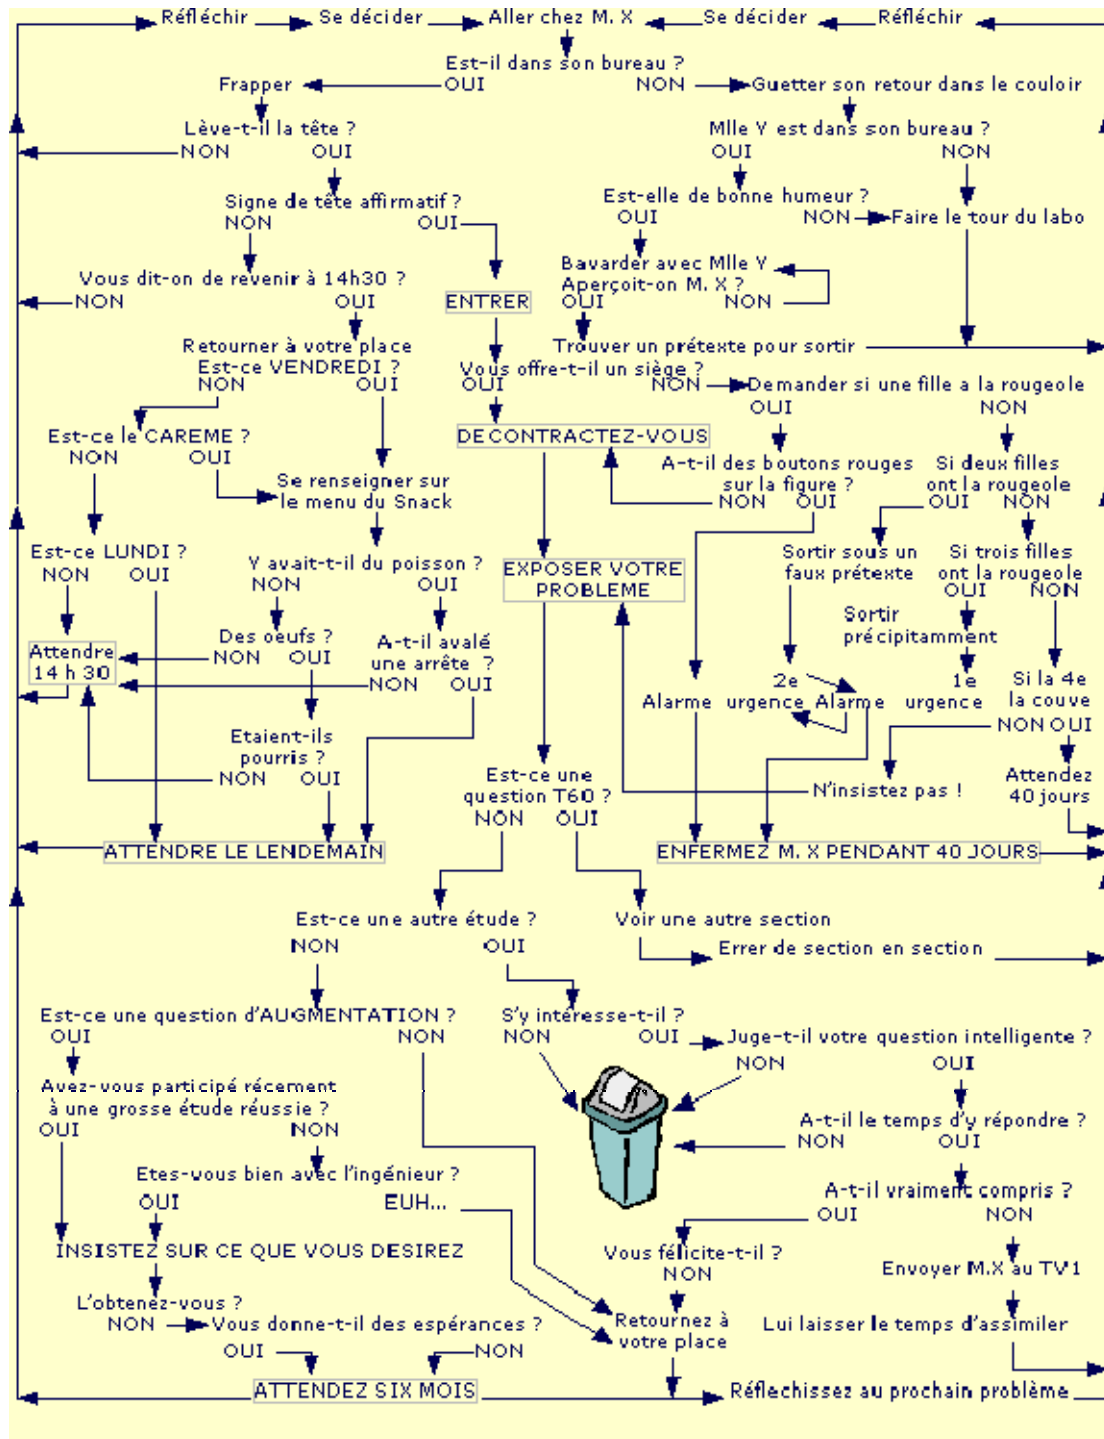 Réfléchir Se décider Aller chez M. X Se décider Réfléchir
Est-il dans son bureau ?
Frapper OUI NON Guetter son retour dans le couloir
Lève-t-il la tête ? Mlle Y est dans son bureau ?
NON OUI OUI NON
Signe de tête affirmatif ? Est-elle de bonne humeur ?
NON OUI OUI NON Faire le tour du labo
Vous dit-on de revenir à 14h30 ? Bavarder avec Mlle Y
Aperçoit-on M. X ?
NON OUI ENTRER OUI NON
Retourner à votre place Trouver un prétexte pour sortir
Est-ce VENDREDI ? Vous offre-t-il un siège ?
NON OUI OUI NON Demander si une fille a la rougeole
OUI NON
Est-ce le CAREME ? DECONTRACTEZ-VOUS
NON OUI A-t-il des boutons rouges Si deux filles
Se renseigner sur sur la figure ? ont la rougeole
le menu du Snack NON OUI OUI NON
Est-ce LUNDI ? Y avait-t-il du poisson ? Sortir sous un Si trois filles
NON OUI NON OUI EXPOSER VOTRE faux prétexte ont la rougeole
PROBLEME OUI NON
Sortir
Des oeufs ? A-t-il avalé précipitamment
Attendre NON OUI une arrête ?
14 h 30 NON OUI 2e 1e Si la 4e
Alarme urgence Alarme urgence la couve
Etaient-ils NON OUI
pourris ?
NON OUI Est-ce une Attendez
question T60 ? N'insistez pas ! 40 jours
NON OUI
ATTENDRE LE LENDEMAIN ENFERMEZ M. X PENDANT 40 JOURS
Est-ce une autre étude ? Voir une autre section
NON OUI Errer de section en section
Est-ce une question d'AUGMENTATION ? S'y intéresse-t-il ?
OUI NON NON OUI Juge-t-il votre question intelligente ?
NON OUI
Avez-vous participé récement
à une grosse étude réussie ? A-t-il le temps d'y répondre ?
OUI NON NON OUI
Etes-vous bien avec l'ingénieur ? A-t-il vraiment compris ?
OUI EUH... OUI NON
INSISTEZ SUR CE QUE VOUS DESIREZ Vous félicite-t-il ?
NON Envoyer M.X au TV1
L'obtenez-vous ?
NON Vous donne-t-il des espérances ? Retournez à Lui laisser le temps d'assimiler
OUI NON votre place
ATTENDEZ SIX MOIS Réflechissez au prochain problème